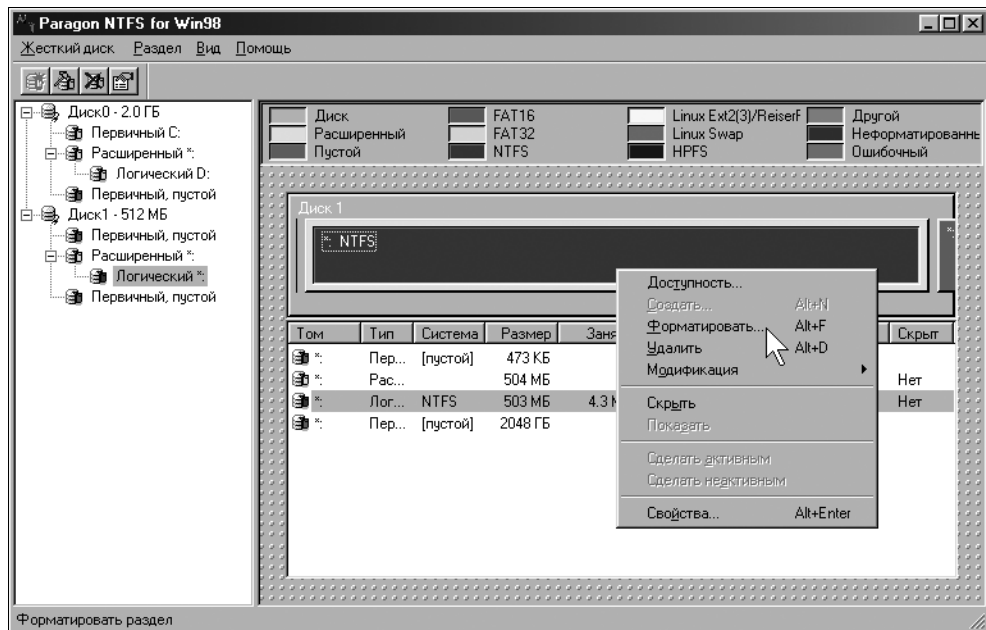 Paragon NTFS for Win98
Жесткий диск Раздел Вид Помощь
Диск0 - 2.0 ГБ
Первичный C:
Расширенный *:
Логический D:
Первичный, пустой
Диск1 - 512 МБ
Первичный, пустой
Расширенный *:
Логический *:
Первичный, пустой
Диск FAT16 Linux Ext2(3)/ReiserF Другой
Расширенный FAT32 Linux Swap Неформатированнь
Пустой NTFS HPFS Ошибочный
Диск 1
*: NTFS
*:
Том Тип Система Размер Заня Скрыт
*: Пер... [пустой] 473 КБ
*: Рас... 504 МБ Нет
*: Лог... NTFS 503 МБ 4.3 М Нет
*: Пер... [пустой] 2048 ГБ
Доступность...
Создать... Alt+N
Форматировать... Alt+F
Удалить Alt+D
Модификация
Скрыть
Показать
Сделать активным
Сделать неактивным
Свойства... Alt+Enter
Форматировать раздел